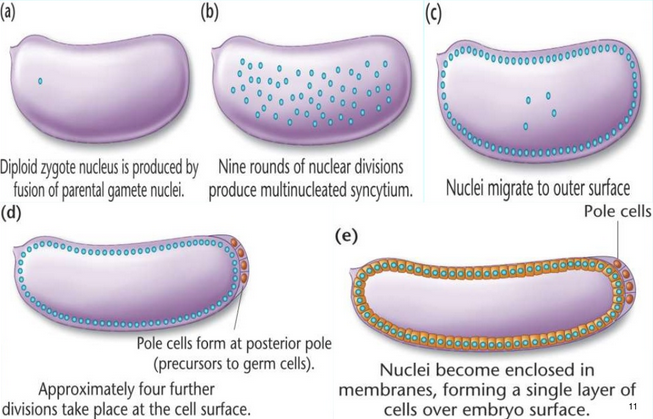 (a)
Diploid zygote nucleus is produced by
fusion of parental gamete nuclei.
(b)
Nine rounds of nuclear divisions
produce multinucleated syncytium.
(c)
Nuclei migrate to outer surface
(d)
Pole cells form at posterior pole
(precursors to germ cells).
Approximately four further
divisions take place at the cell surface.
(e)
Pole cells
Nuclei become enclosed in
membranes, forming a single layer of
cells over embryo surface.
11